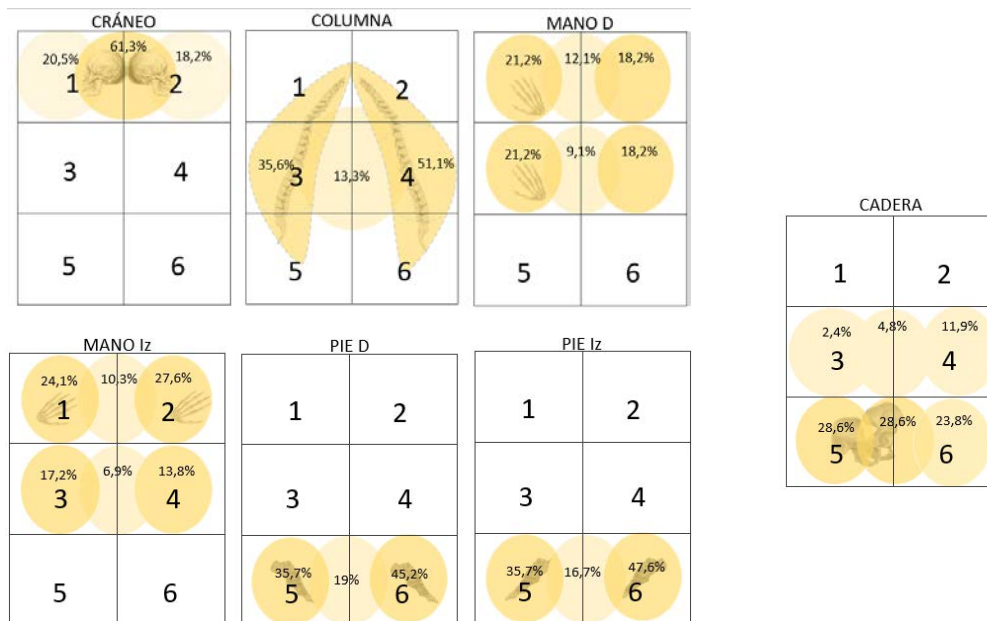 CRÁNEO
20,5% 61,3% 18,2%
1 2
3 4
5 6
COLUMNA
1 2
35,6% 13,3% 51,1%
3 4
5 6
MANO D
21,2% 12,1% 18,2%
21,2% 9,1% 18,2%
5 6
MANO Iz
24,1% 10,3% 27,6%
1 2
17,2% 6,9% 13,8%
3 4
5 6
PIE D
1 2
3 4
35,7% 19% 45,2%
5 6
PIE Iz
1 2
3 4
35,7% 16,7% 47,6%
5 6
CADERA
1 2
2,4% 4,8% 11,9%
3 4
28,6% 28,6% 23,8%
5 6